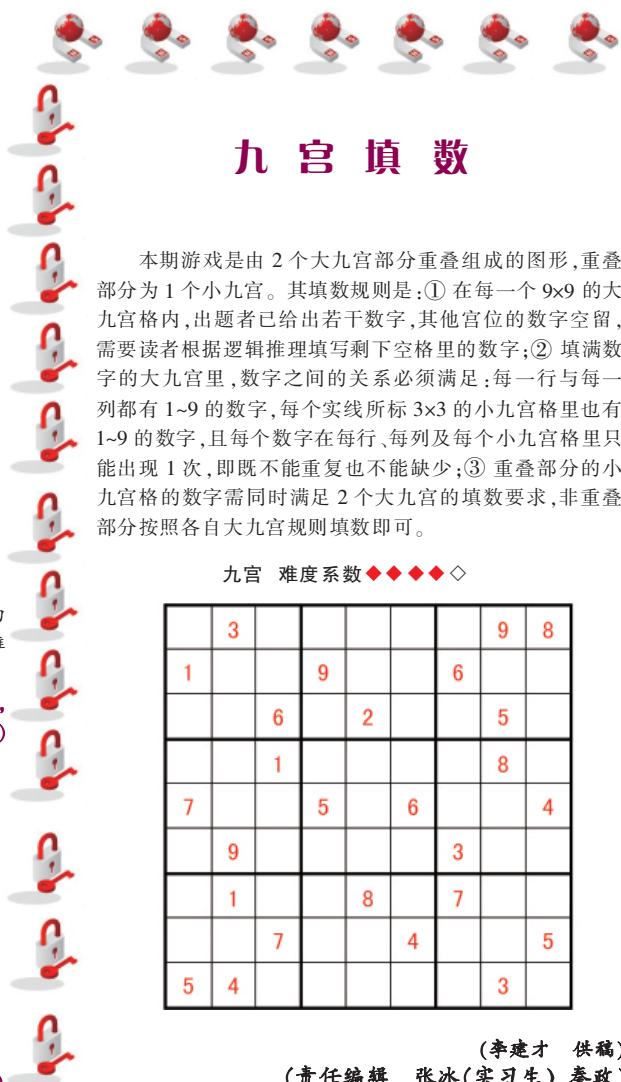 九宫填数
本期游戏是由 2 个大九宫部分重叠组成的图形,重叠
部分为 1 个小九宫。其填数规则是:① 在每一个 9×9 的大
九宫格内,出题者已给出若干数字,其他宫位的数字空留,
需要读者根据逻辑推理填写剩下空格里的数字;② 填满数
字的大九宫里,数字之间的关系必须满足:每一行与每一
列都有 1~9 的数字,每个实线所标 3×3 的小九宫格里也有
1~9 的数字,且每个数字在每行、每列及每个小九宫格里只
能出现 1 次,即既不能重复也不能缺少;③ 重叠部分的小
九宫格的数字需同时满足 2 个大九宫的填数要求,非重叠
部分按照各自大九宫规则填数即可。
九宫 难度系数◆◆◆◆◇
3 9 8
1 9 6
6 2 5
1 8
7 5 6 4
9 3
1 8 7
7 4 5
5 4 3
(李建才 供稿)
(责任编辑 张冰(实习生) 秦政)